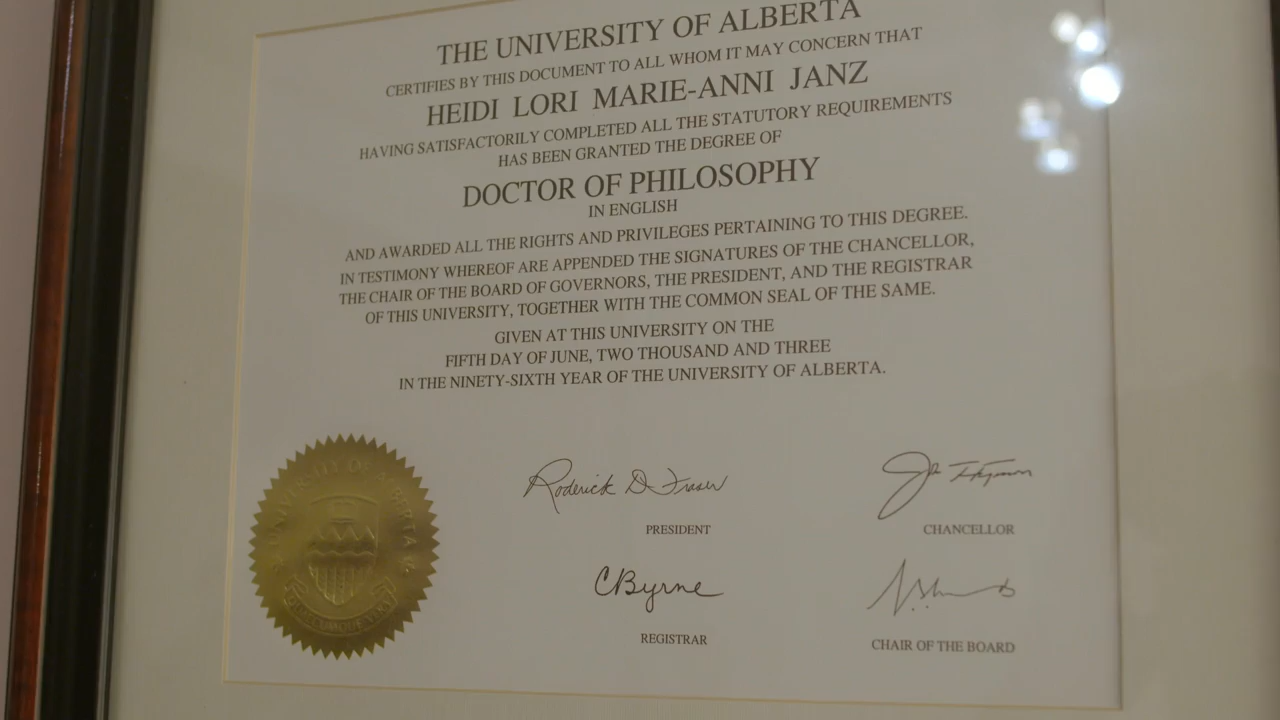 THE UNIVERSITY OF ALBERTA
CERTIFIES BY THIS DOCUMENT TO ALL WHOM IT MAY CONCERN THAT
HEIDI LORI MARIE-ANNI JANZ
HAVING SATISFACTORILY COMPLETED ALL THE STATUTORY REQUIREMENTS
HAS BEEN GRANTED THE DEGREE OF
DOCTOR OF PHILOSOPHY
IN ENGLISH
AND AWARDED ALL THE RIGHTS AND PRIVILEGES PERTAINING TO THIS DEGREE.
IN TESTIMONY WHEREOF ARE APPENDED THE SIGNATURES OF THE CHANCELLOR,
THE CHAIR OF THE BOARD OF GOVERNORS, THE PRESIDENT, AND THE REGISTRAR
OF THIS UNIVERSITY, TOGETHER WITH THE COMMON SEAL OF THE SAME.
GIVEN AT THIS UNIVERSITY ON THE
FIFTH DAY OF JUNE, TWO THOUSAND AND THREE
IN THE NINETY-SIXTH YEAR OF THE UNIVERSITY OF ALBERTA.
UNIVERSITY OF ALBERTA
Roderick D Fraser
PRESIDENT
CHANCELLOR
CByrne
REGISTRAR
CHAIR OF THE BOARD